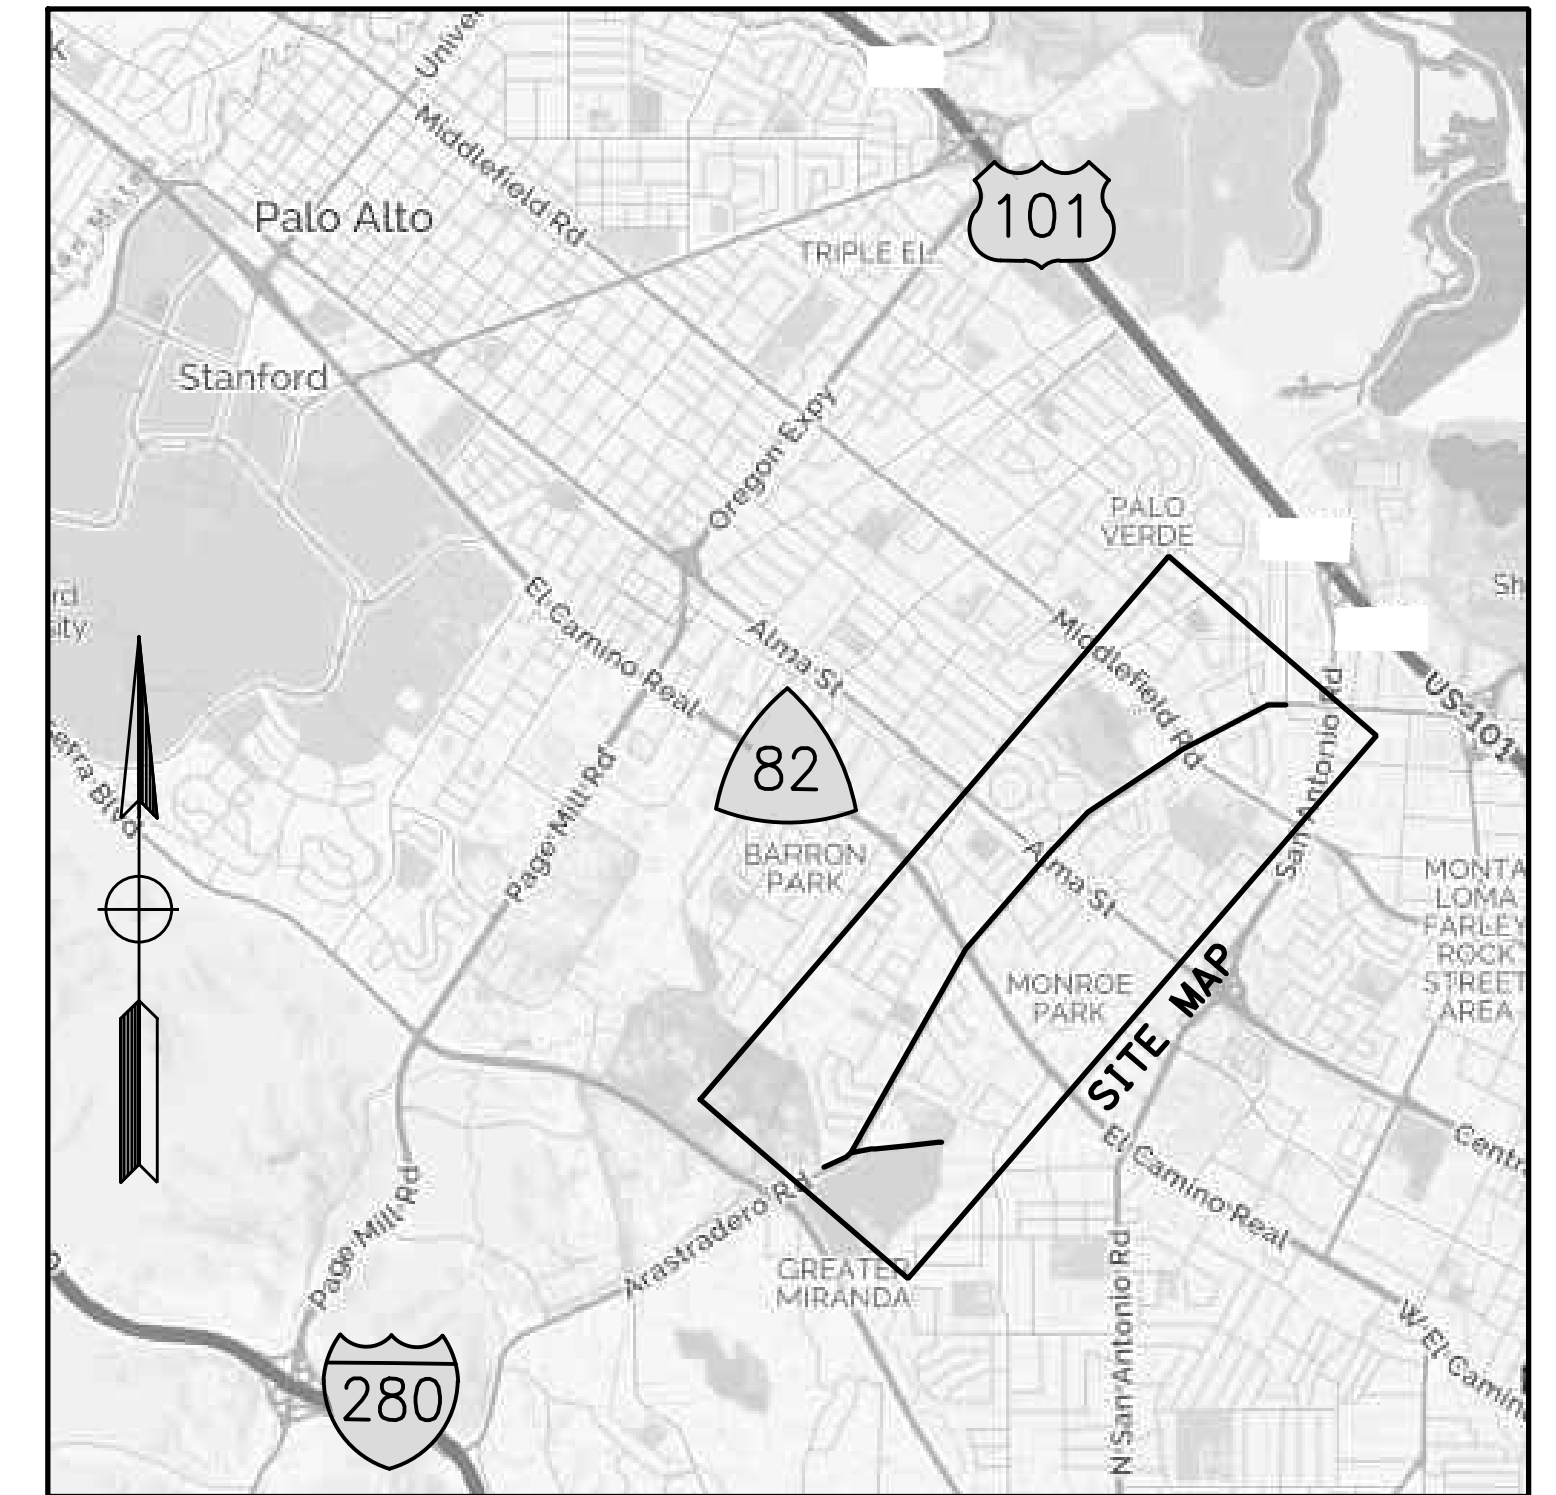 Middlefield Rd
101
Palo Alto
TRIPLE EL
Stanford
Oregon Expy
PALO
VERDE
El Camino Real
Alma St
Middlefield Rd
US-101
San Antonio Rd
82
Page Mill Rd
BARRON
PARK
Alma St
MONTA
LOMA
FARLEY
ROCK
STREET
AREA
MONROE
PARK
SITE MAP
El Camino Real
Page Mill Rd
Arastradero Rd
GREATER
MIRANDA
N San Antonio Rd
W El Camin
280